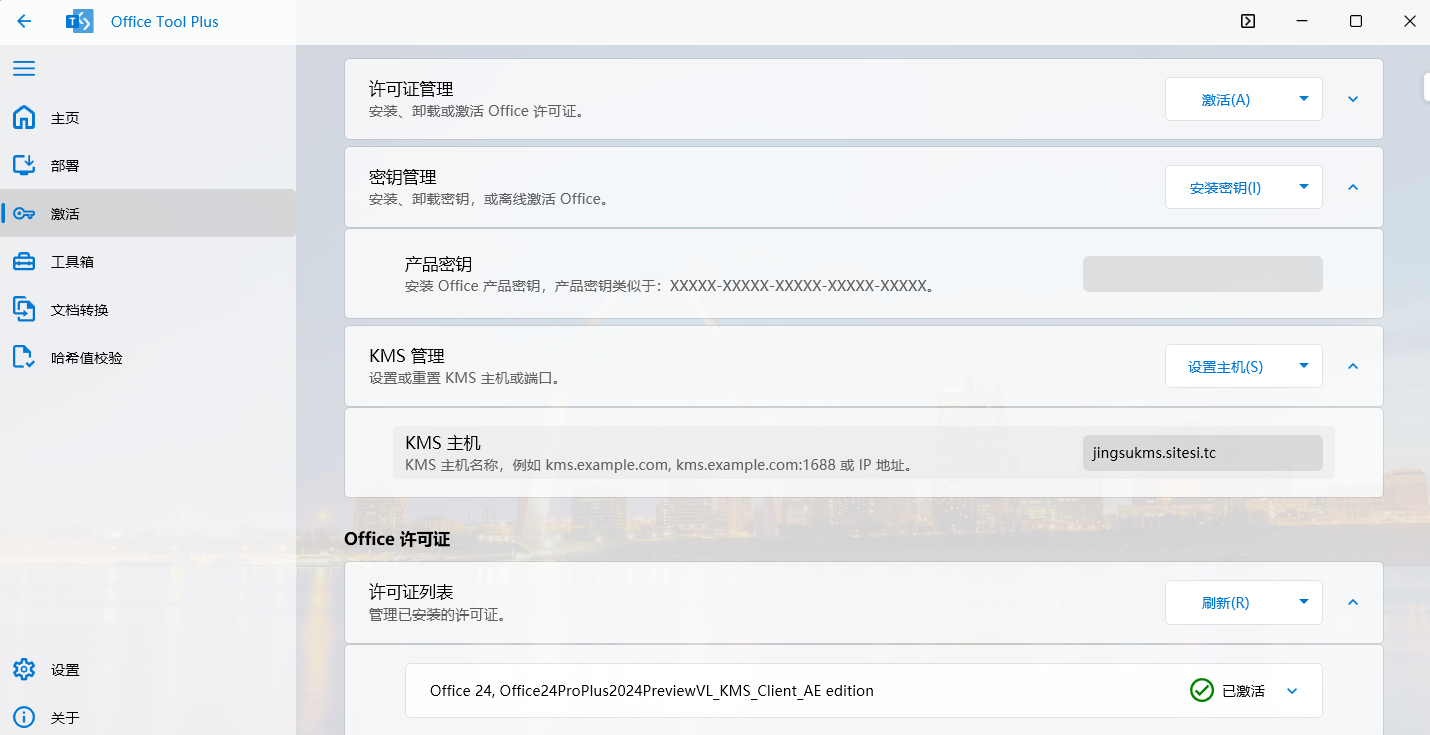 Office Tool Plus
主页
部署
激活
工具箱
文档转换
哈希值校验
设置
关于
许可证管理
安装、卸载或激活 Office 许可证。
激活(A)
密钥管理
安装、卸载密钥，或离线激活 Office。
安装密钥(I)
产品密钥
安装 Office 产品密钥，产品密钥类似于：XXXXX-XXXXX-XXXXX-XXXXX-XXXXX。
KMS 管理
设置或重置 KMS 主机或端口。
设置主机(S)
KMS 主机
KMS 主机名称，例如 kms.example.com, kms.example.com:1688 或 IP 地址。
jingsukms.sitesi.tc
Office 许可证
许可证列表
管理已安装的许可证。
刷新(R)
Office 24, Office24ProPlus2024PreviewVL_KMS_Client_AE edition
已激活